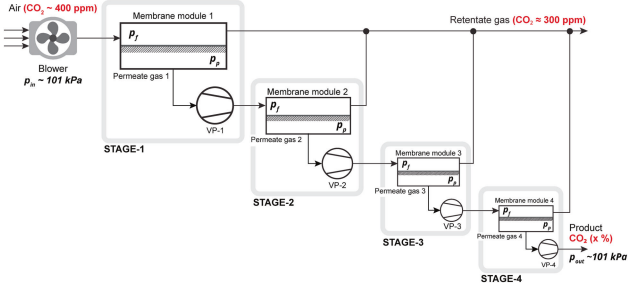 Air (CO₂ ~ 400 ppm)
Blower
p_in ~ 101 kPa
Membrane module 1
p_f
p_p
Permeate gas 1
VP-1
STAGE-1
Retentate gas (CO₂ ≈ 300 ppm)
Membrane module 2
p_f
p_p
Permeate gas 2
VP-2
STAGE-2
Membrane module 3
p_f
p_p
Permeate gas 3
VP-3
STAGE-3
Membrane module 4
p_f
p_p
Permeate gas 4
VP-4
STAGE-4
Product
CO₂ (x %)
p_out ~101 kPa